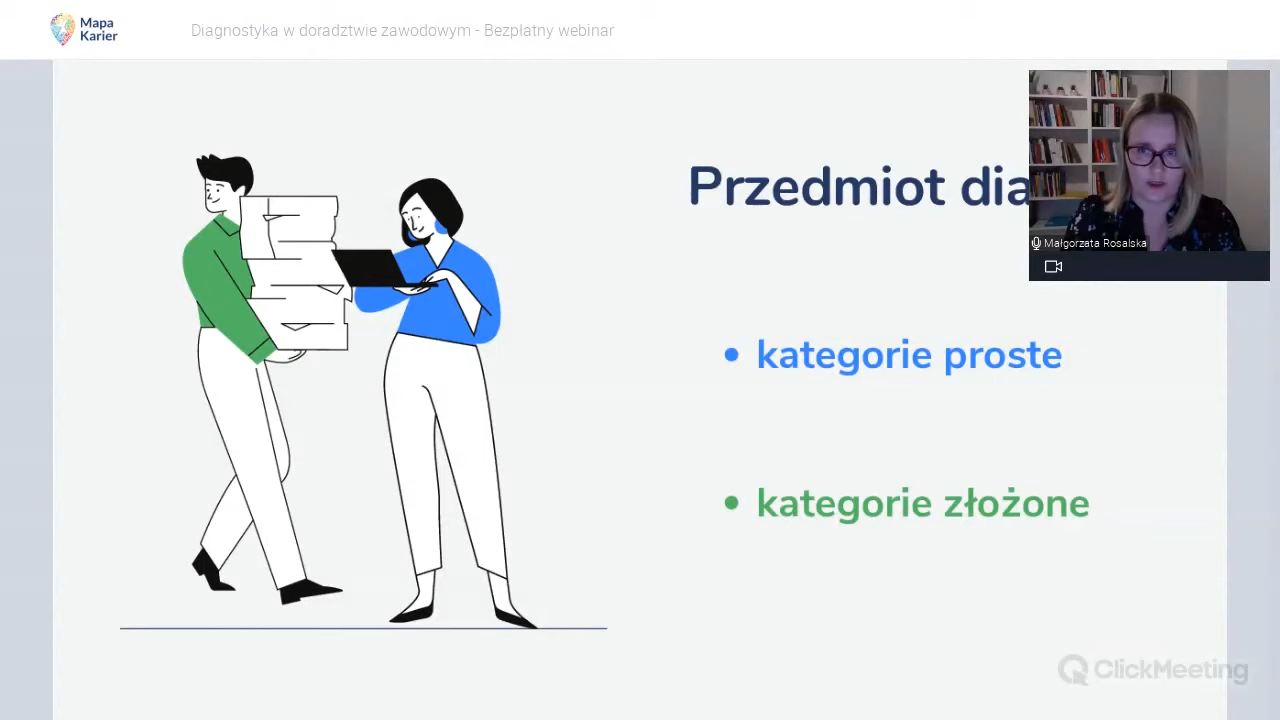 Mapa
Karier
Diagnostyka w doradztwie zawodowym - Bezpłatny webinar
Przedmiot dia
Małgorzata Rosalska
• kategorie proste
• kategorie złożone
ClickMeeting